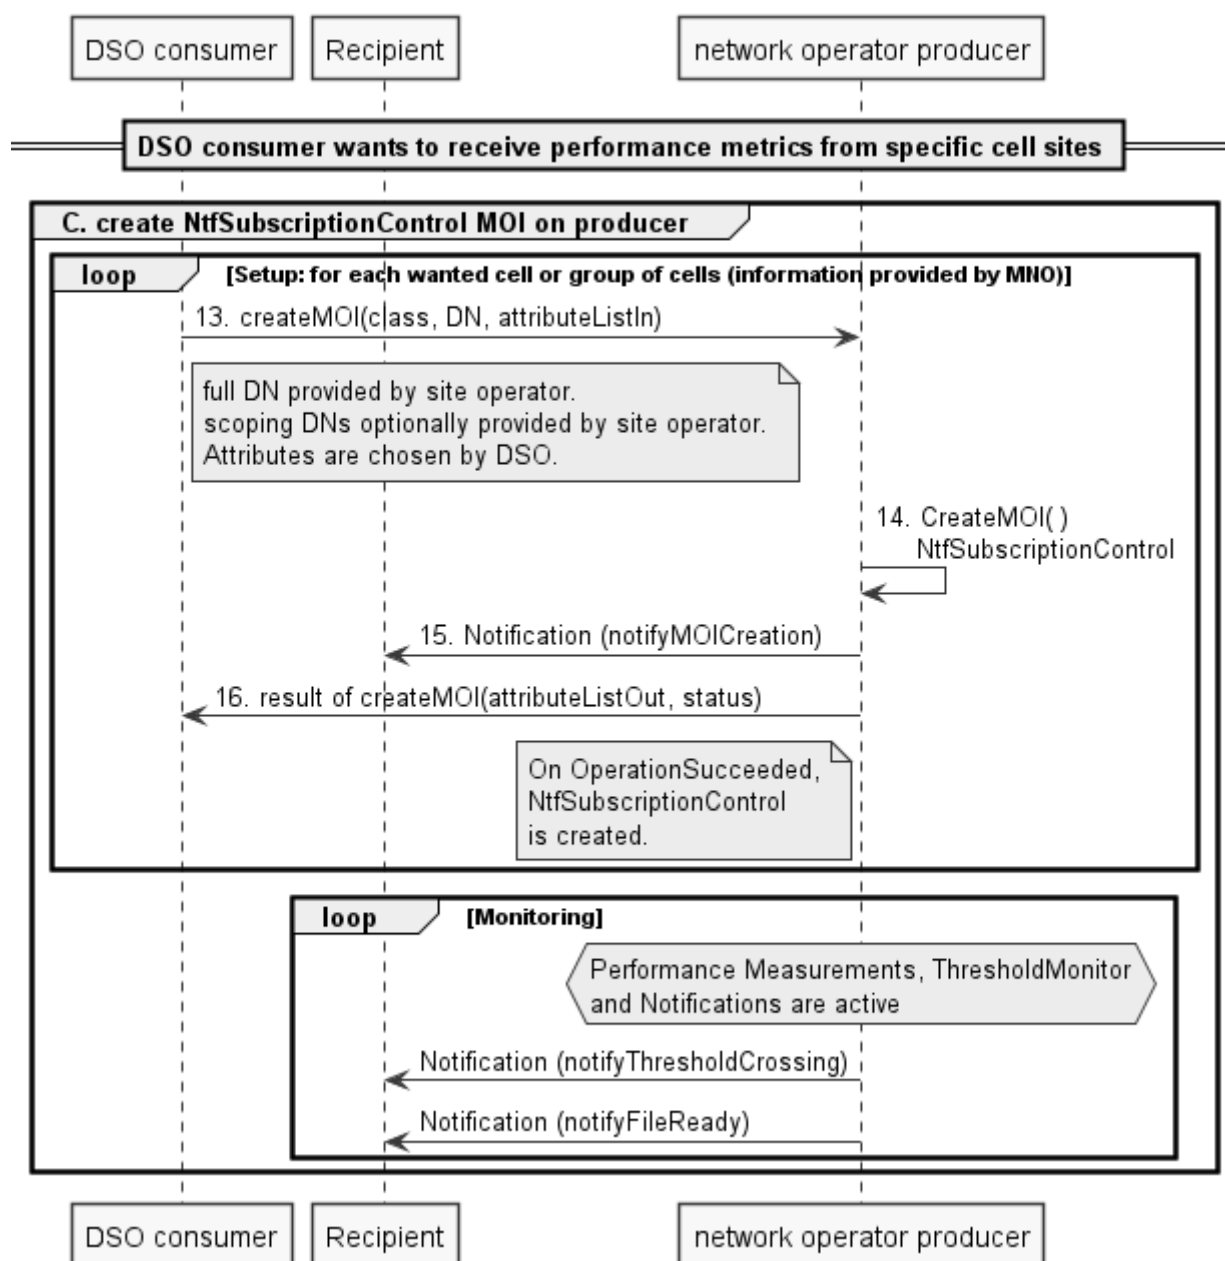 DSO consumer
Recipient
network operator producer
DSO consumer wants to receive performance metrics from specific cell sites
C. create NtfSubscriptionControl MOI on producer
loop
[Setup: for each wanted cell or group of cells (information provided by MNO)]
13. createMOI(class, DN, attributeListIn)
full DN provided by site operator.
scoping DNs optionally provided by site operator.
Attributes are chosen by DSO.
14. CreateMOI( )
NtfSubscriptionControl
15. Notification (notifyMOICreation)
16. result of createMOI(attributeListOut, status)
On OperationSucceeded,
NtfSubscriptionControl
is created.
loop
[Monitoring]
Performance Measurements, ThresholdMonitor
and Notifications are active
Notification (notifyThresholdCrossing)
Notification (notifyFileReady)
DSO consumer
Recipient
network operator producer